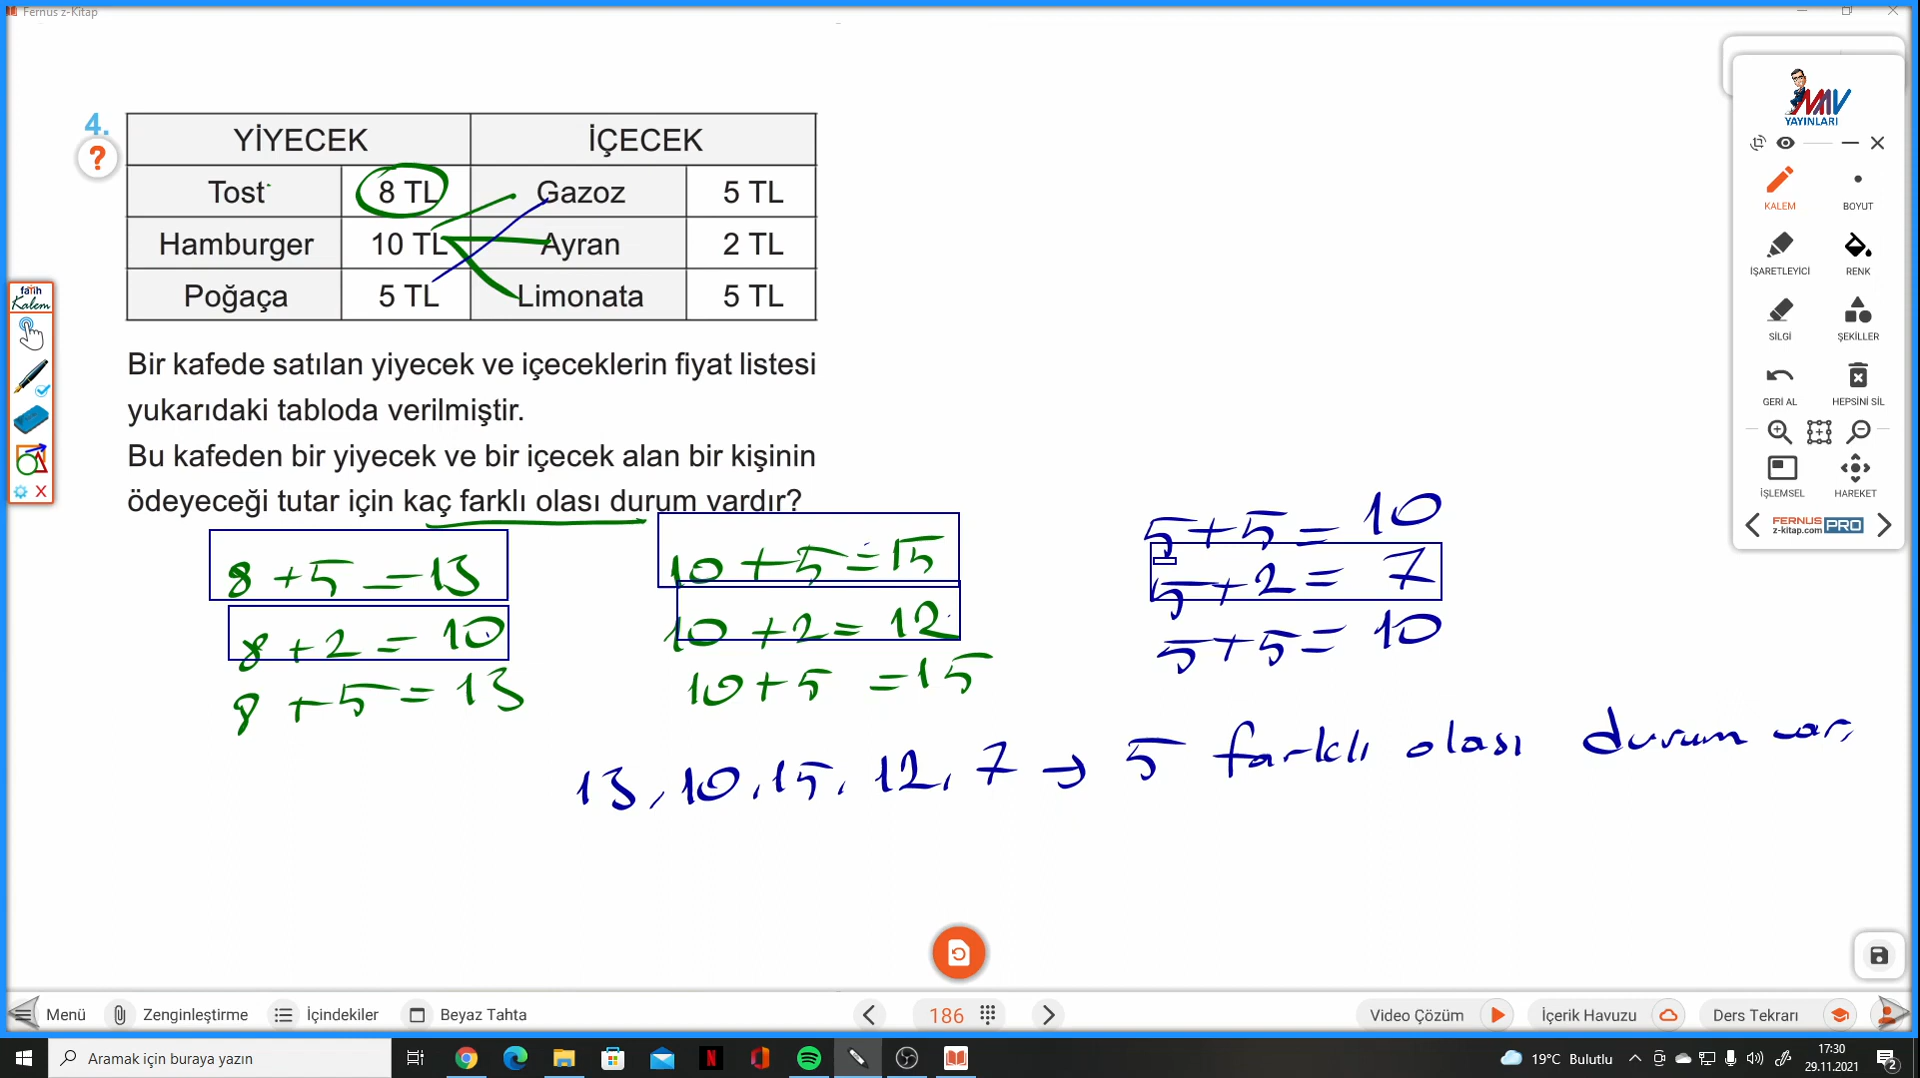 Fernus z-Kitap
4.
?
YİYECEK İÇECEK
Tost 8 TL Gazoz 5 TL
Hamburger 10 TL Ayran 2 TL
Poğaça 5 TL Limonata 5 TL
Bir kafede satılan yiyecek ve içeceklerin fiyat listesi
yukarıdaki tabloda verilmiştir.
Bu kafeden bir yiyecek ve bir içecek alan bir kişinin
ödeyeceği tutar için kaç farklı olası durum vardır?
8 + 5 = 13
8 + 2 = 10
8 + 5 = 13
10 + 5 = 15
10 + 2 = 12
10 + 5 = 15
5 + 5 = 10
5 + 2 = 7
5 + 5 = 10
13, 10, 15, 12, 7 → 5 farklı olası durum var,
fatih
Kalem
X
MAV
YAYINLARI
KALEM BOYUT
İŞARETLEYİCİ RENK
SİLGİ ŞEKİLLER
GERİ AL HEPSİNİ SİL
İŞLEMSEL HAREKET
FERNUS PRO
z-kitap.com
Menü Zenginleştirme İçindekiler Beyaz Tahta 186 Video Çözüm İçerik Havuzu Ders Tekrarı
Aramak için buraya yazın
19°C Bulutlu
17:30
29.11.2021
2